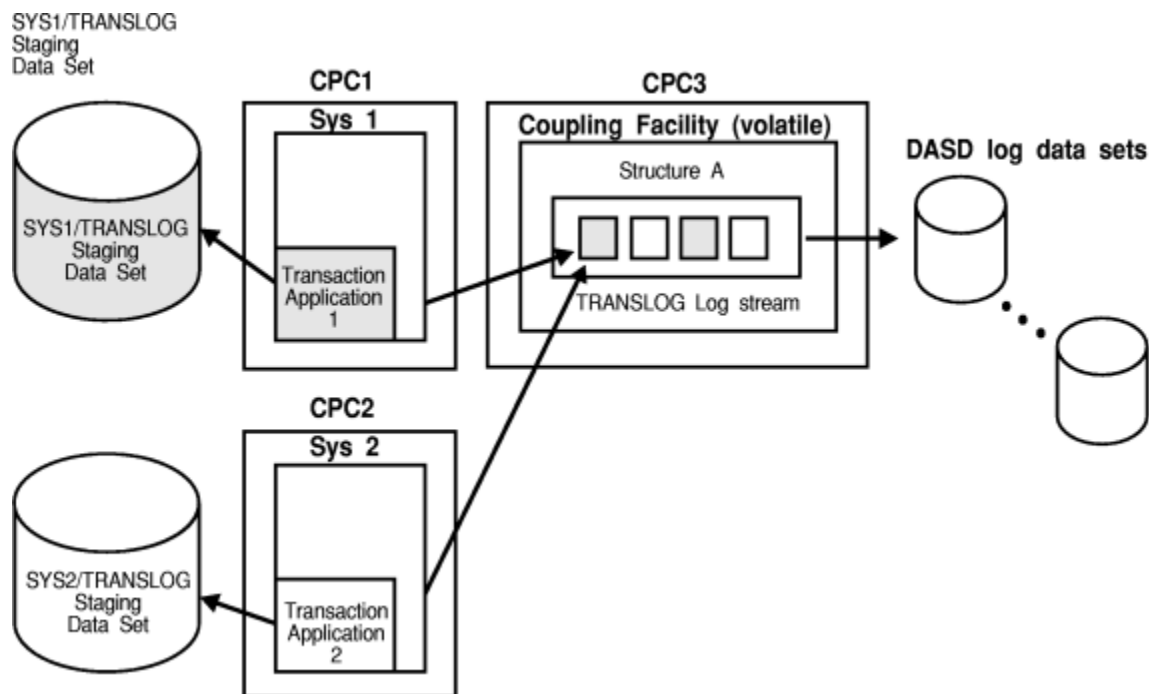 SYS1/TRANSLOG
Staging
Data Set
CPC1
Sys 1
SYS1/TRANSLOG
Staging
Data Set
Transaction
Application
1
CPC3
Coupling Facility (volatile)
Structure A
TRANSLOG Log stream
DASD log data sets
CPC2
Sys 2
SYS2/TRANSLOG
Staging
Data Set
Transaction
Application
2